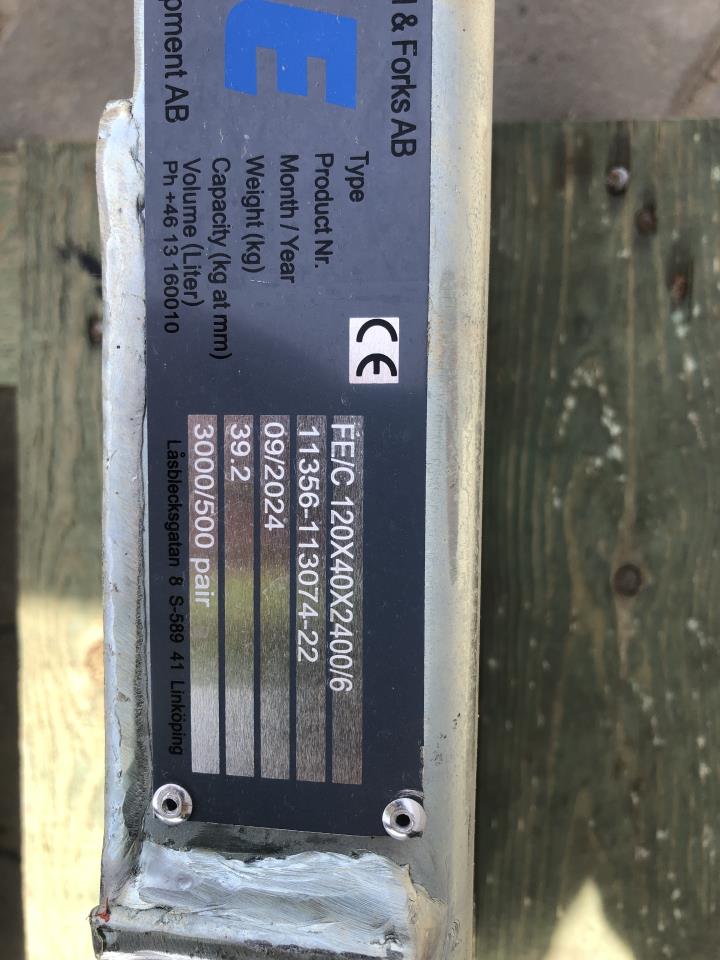 & Forks AB
E
pment AB
CE
Type FE/C 120X40X2400/6
Product Nr. 11356-113074-22
Month / Year 09/2024
Weight (kg) 39.2
Capacity (kg at mm) 3000/500 pair
Volume (Liter)
Ph +46 13 160010 Låsblecksgatan 8 S-589 41 Linköping